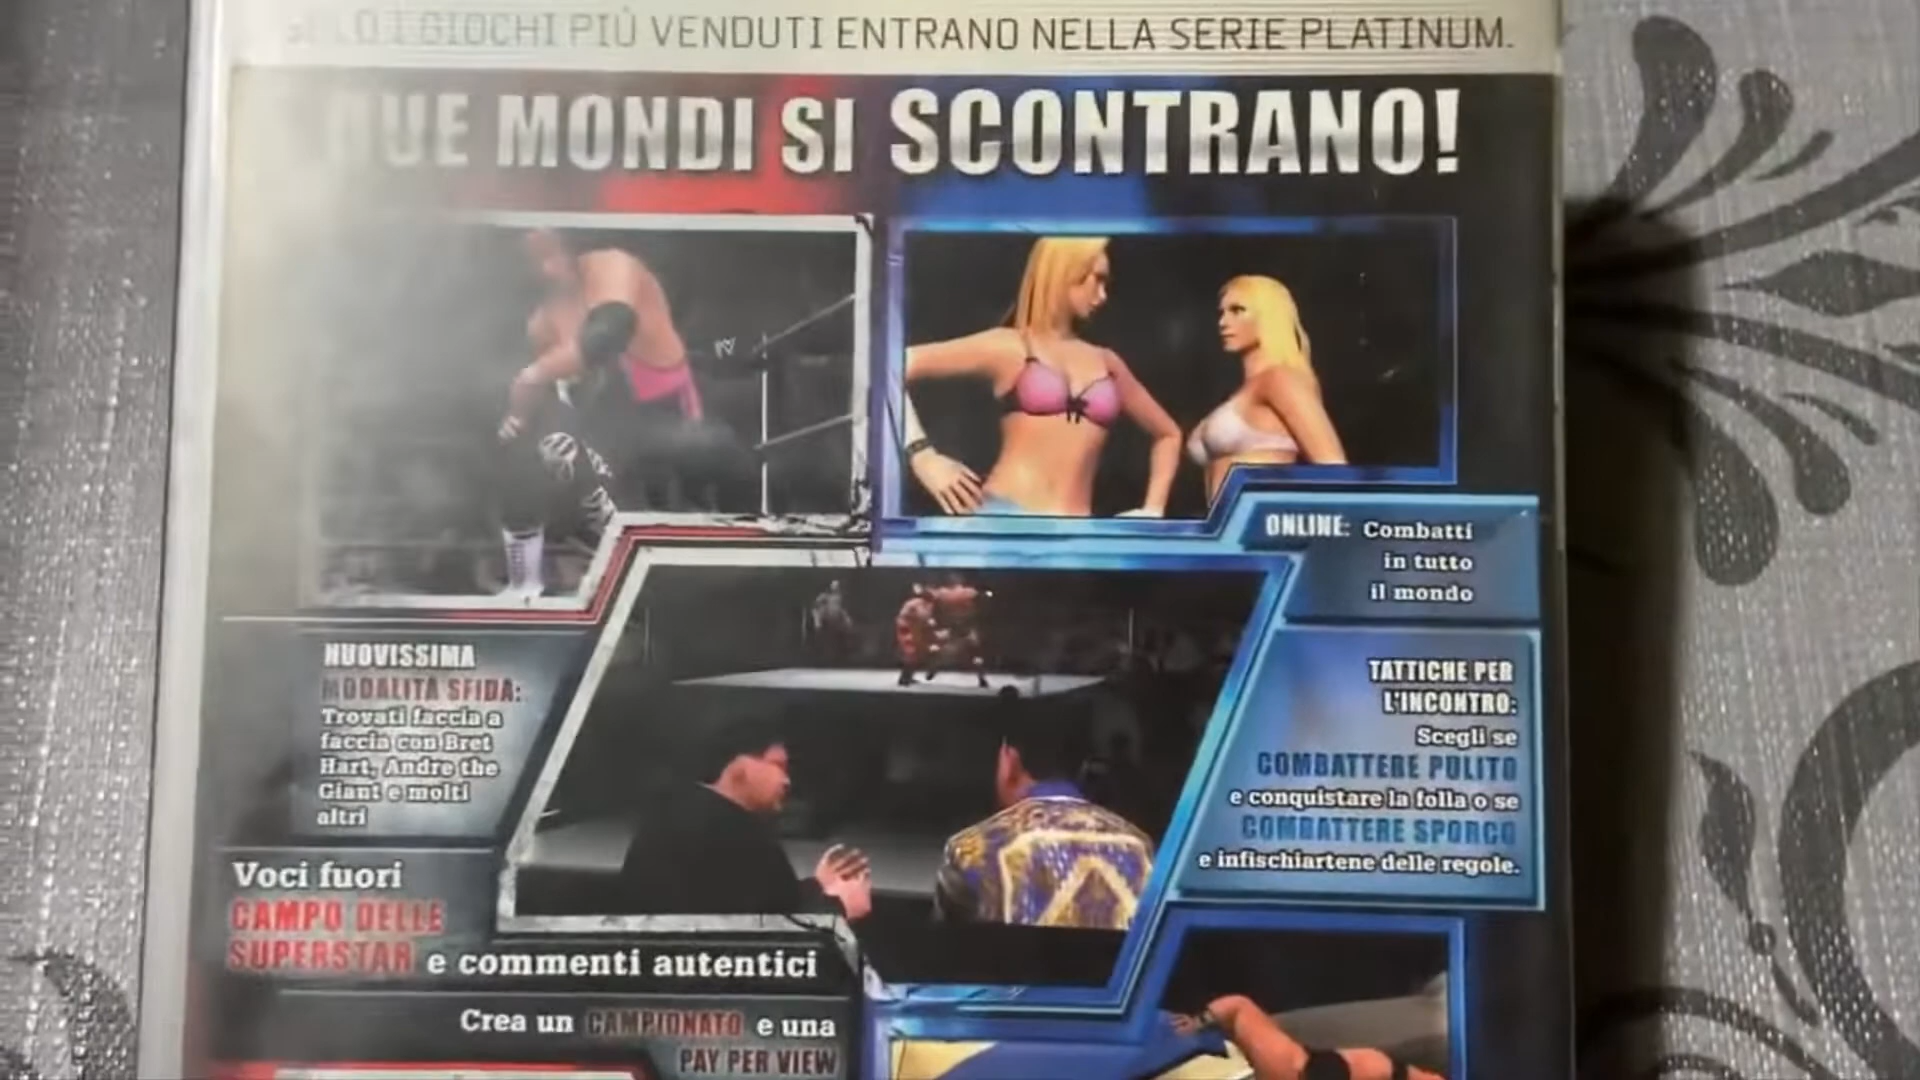 SOLO I GIOCHI PIÙ VENDUTI ENTRANO NELLA SERIE PLATINUM.
DUE MONDI SI SCONTRANO!
ONLINE: Combatti
in tutto
il mondo
NUOVISSIMA
MODALITÀ SFIDA:
Trovati faccia a
faccia con Bret
Hart, Andre the
Giant e molti
altri
TATTICHE PER
L'INCONTRO:
Scegli se
COMBATTERE PULITO
e conquistare la folla o se
COMBATTERE SPORCO
e infischiartene delle regole.
Voci fuori
CAMPO DELLE
SUPERSTAR e commenti autentici
Crea un CAMPIONATO e una
PAY PER VIEW